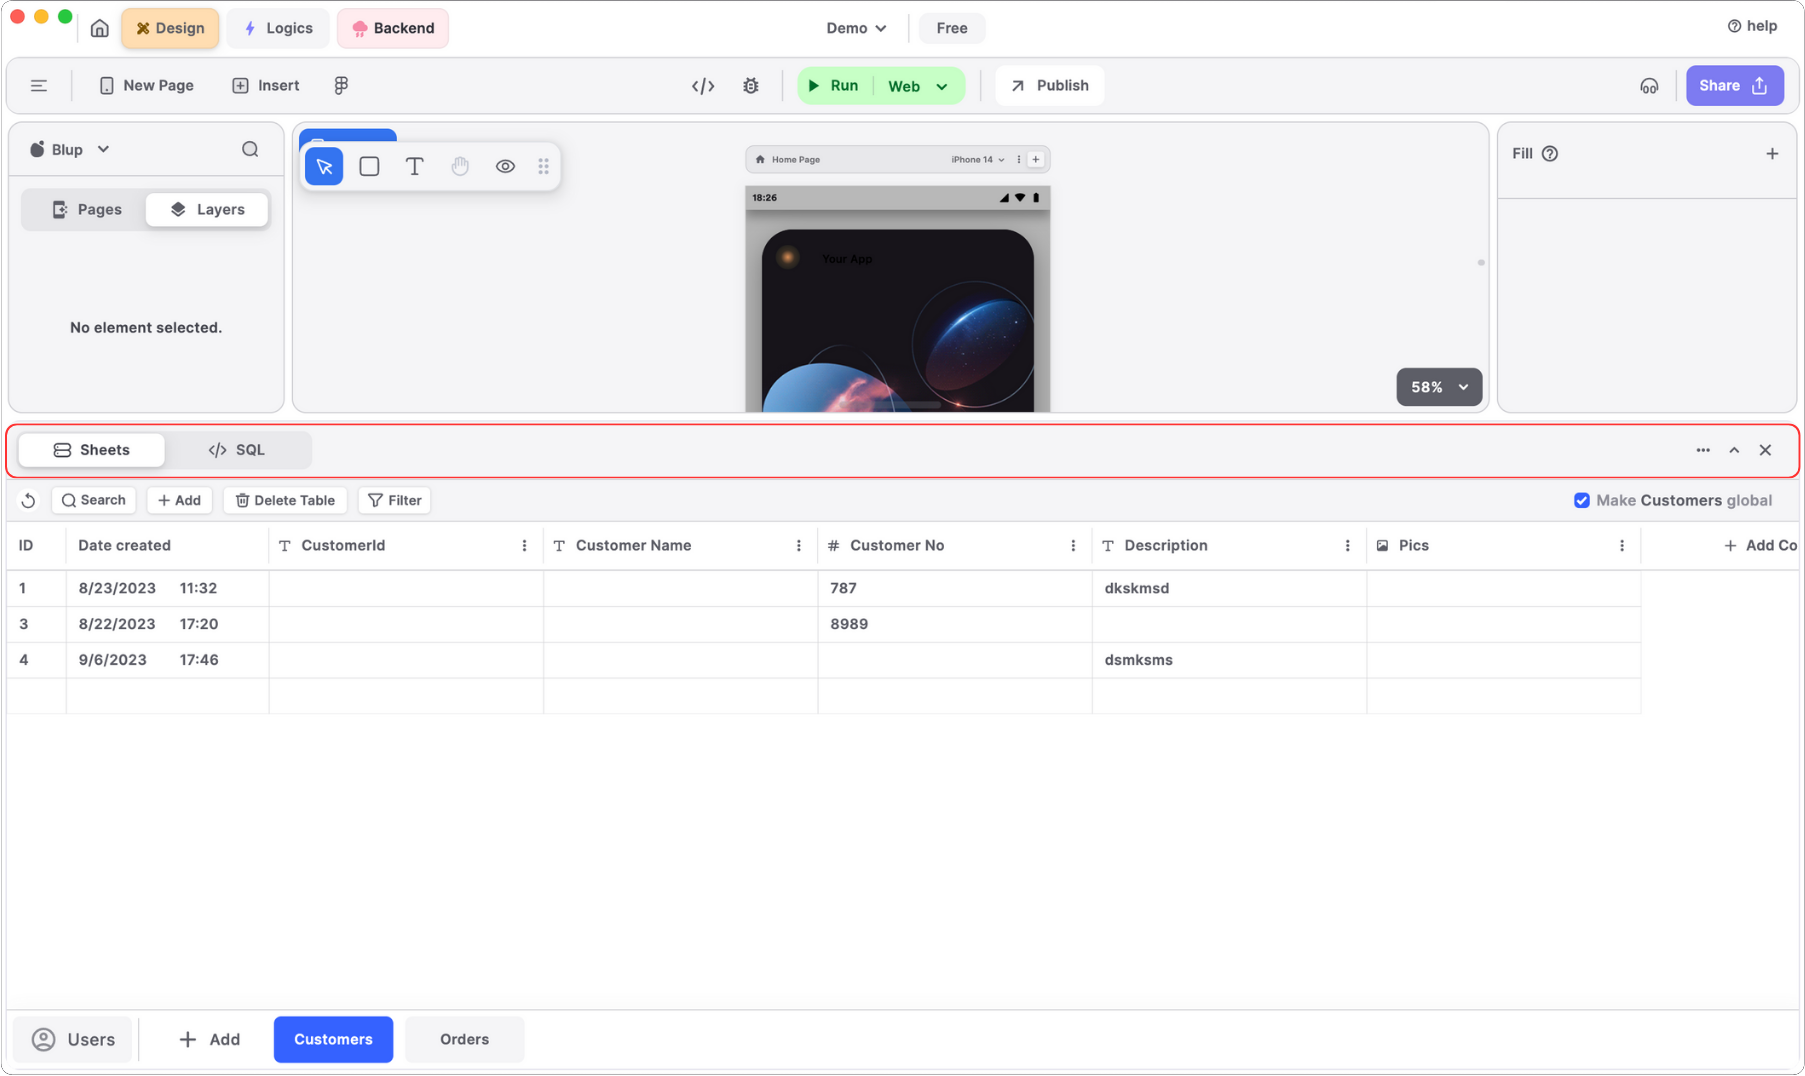 Design Logics Backend Demo Free help
New Page Insert Run Web Publish Share
Blup
Pages Layers
No element selected.
Home Page iPhone 14
18:26
Your App
58%
Fill
Sheets </> SQL
Search + Add Delete Table Filter Make Customers global
ID Date created T CustomerId T Customer Name # Customer No T Description Pics + Add Co
1 8/23/2023 11:32 787 dkskmsd
3 8/22/2023 17:20 8989
4 9/6/2023 17:46 dsmksms
Users + Add Customers Orders